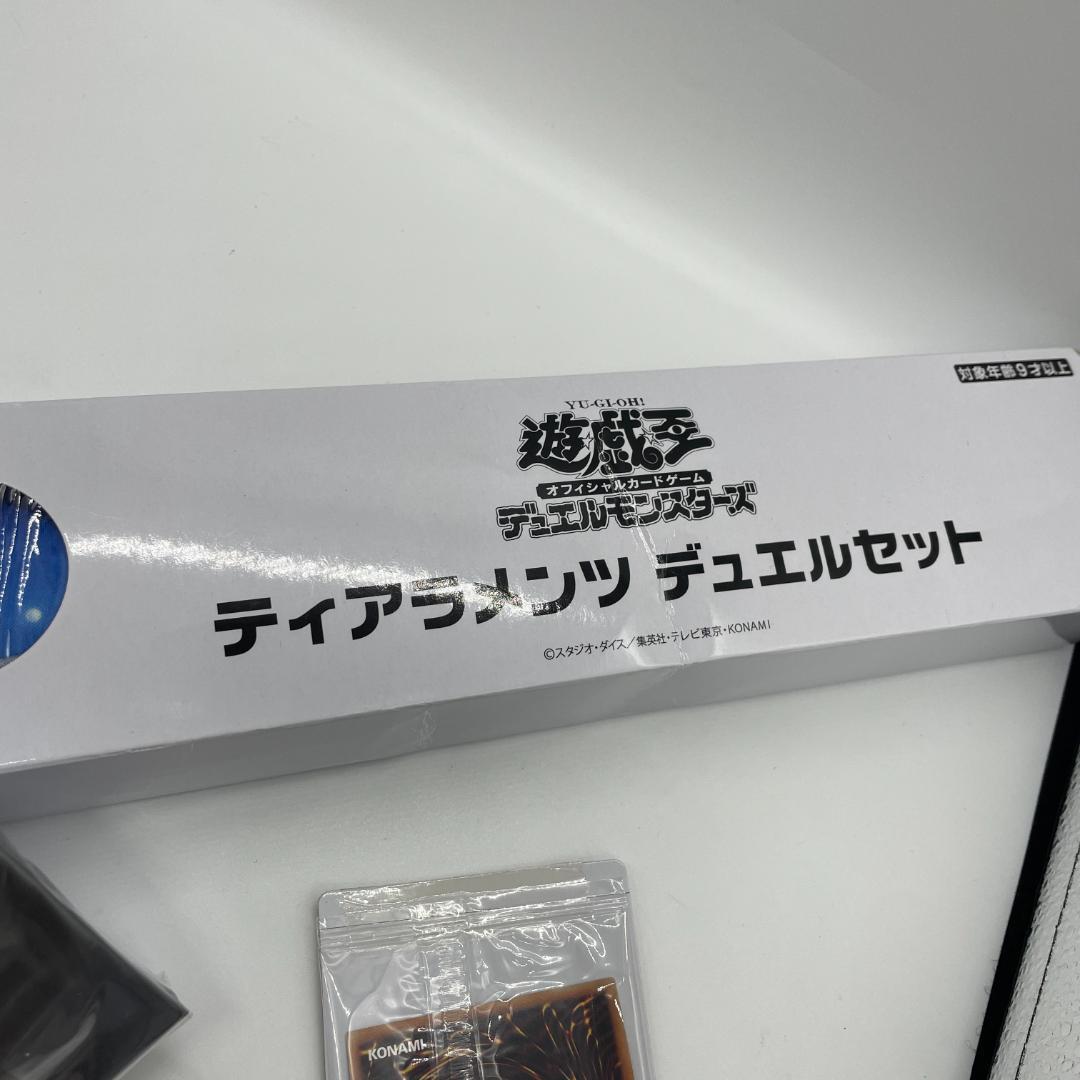 対象年齢9才以上
YU-GI-OH!
遊戯王
オフィシャルカードゲーム
デュエルモンスターズ
ティアラメンツ デュエルセット
©スタジオ・ダイス/集英社・テレビ東京・KONAMI
KONAMI